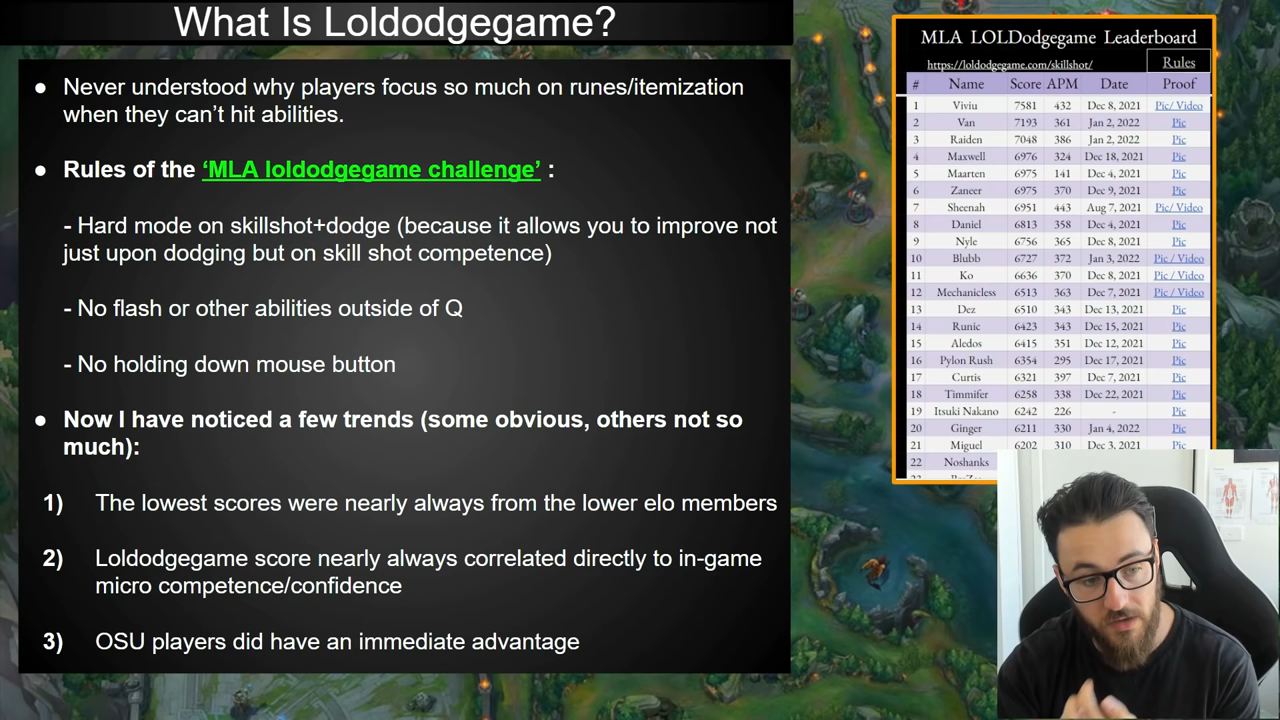 What Is Loldodgegame?
● Never understood why players focus so much on runes/itemization
when they can't hit abilities.
● Rules of the ‘MLA loldodgegame challenge’ :
- Hard mode on skillshot+dodge (because it allows you to improve not
just upon dodging but on skill shot competence)
- No flash or other abilities outside of Q
- No holding down mouse button
● Now I have noticed a few trends (some obvious, others not so
much):
1) The lowest scores were nearly always from the lower elo members
2) Loldodgegame score nearly always correlated directly to in-game
micro competence/confidence
3) OSU players did have an immediate advantage
MLA LOLDodgegame Leaderboard
https://loldodgegame.com/skillshot/ Rules
# Name Score APM Date Proof
1 Viviu 7581 432 Dec 8, 2021 Pic/ Video
2 Van 7193 361 Jan 2, 2022 Pic
3 Raiden 7048 386 Jan 2, 2022 Pic
4 Maxwell 6976 324 Dec 18, 2021 Pic
5 Maarten 6975 141 Dec 4, 2021 Pic
6 Zaneer 6975 370 Dec 9, 2021 Pic
7 Sheenah 6951 443 Aug 7, 2021 Pic/ Video
8 Daniel 6813 358 Dec 4, 2021 Pic
9 Nyle 6756 365 Dec 8, 2021 Pic
10 Blubb 6727 372 Jan 3, 2022 Pic / Video
11 Ko 6636 370 Dec 8, 2021 Pic / Video
12 Mechanicless 6513 363 Dec 7, 2021 Pic / Video
13 Dez 6510 343 Dec 13, 2021 Pic
14 Runic 6423 343 Dec 15, 2021 Pic
15 Aledos 6415 351 Dec 12, 2021 Pic
16 Pylon Rush 6354 295 Dec 17, 2021 Pic
17 Curtis 6321 397 Dec 7, 2021 Pic
18 Timmifer 6258 338 Dec 22, 2021 Pic
19 Itsuki Nakano 6242 226 - Pic
20 Ginger 6211 330 Jan 4, 2022 Pic
21 Miguel 6202 310 Dec 3, 2021 Pic
22 Noshanks